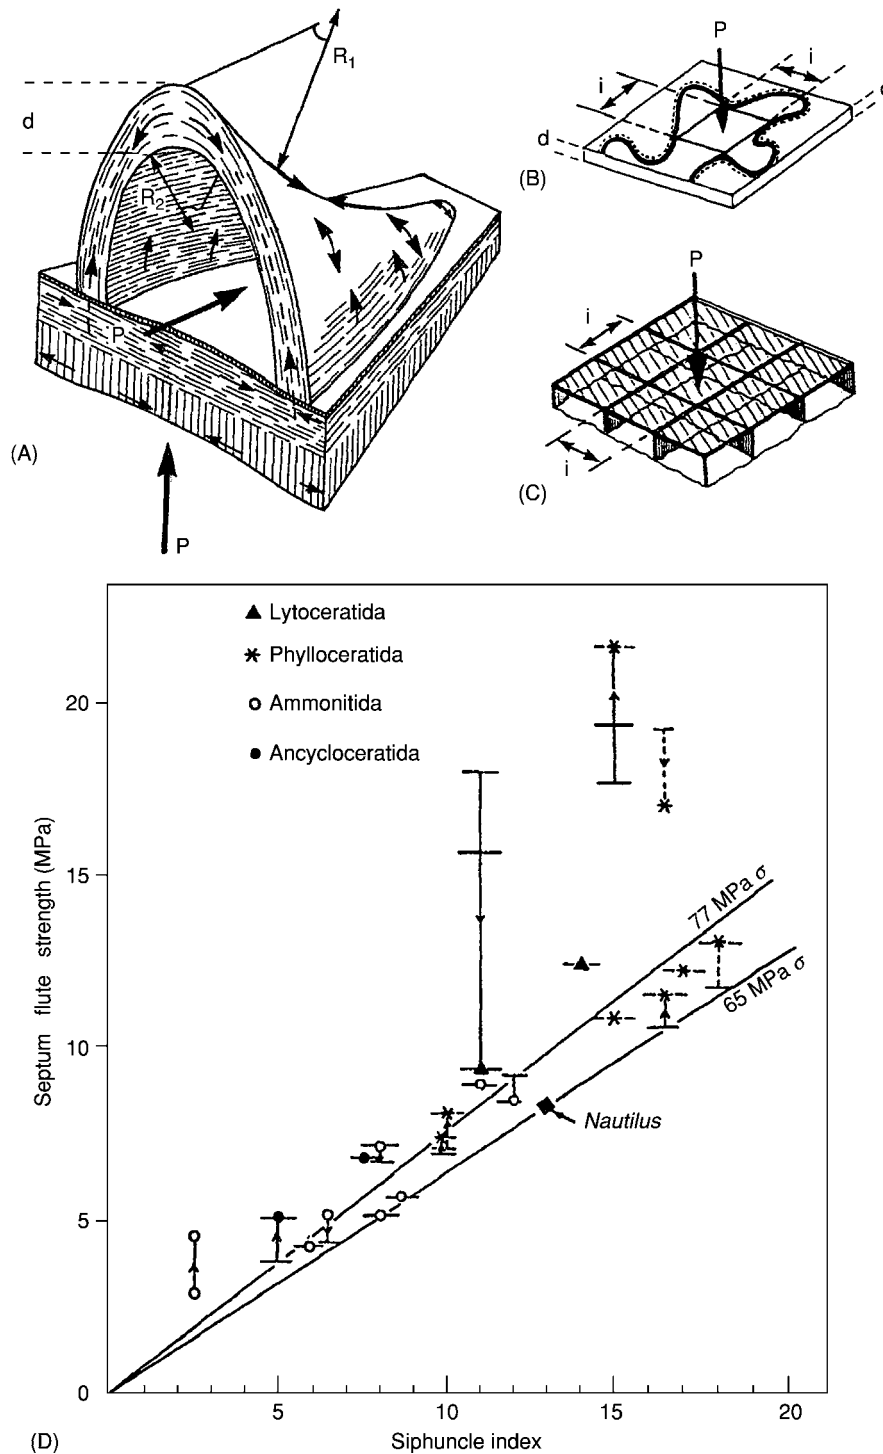 R₁
P
i
i
d
d
(B)
d
R₂
P
(A)
P
P
i
i
(C)
▲ Lytoceratida
✳ Phylloceratida
○ Ammonitida
● Ancycloceratida
Septum flute strength (MPa)
20
15
10
5
0
77 MPa σ
65 MPa σ
Nautilus
5
10
15
20
Siphuncle index
(D)